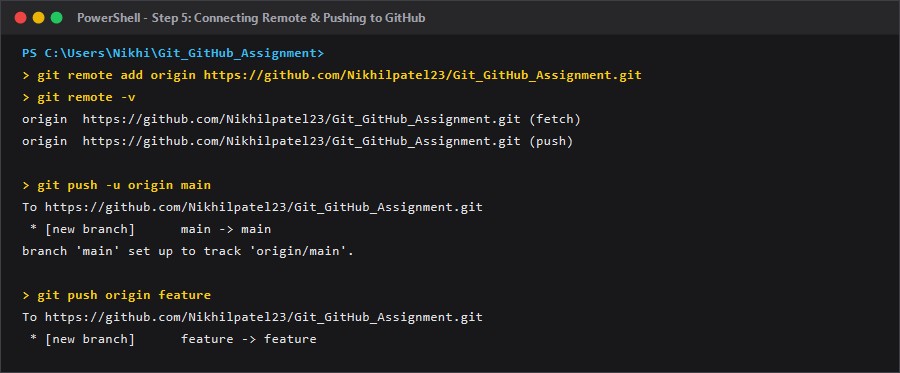 PowerShell - Step 5: Connecting Remote & Pushing to GitHub
PS C:\Users\Nikhi\Git_GitHub_Assignment>
> git remote add origin https://github.com/Nikhilpatel23/Git_GitHub_Assignment.git
> git remote -v
origin  https://github.com/Nikhilpatel23/Git_GitHub_Assignment.git (fetch)
origin  https://github.com/Nikhilpatel23/Git_GitHub_Assignment.git (push)
> git push -u origin main
To https://github.com/Nikhilpatel23/Git_GitHub_Assignment.git
 * [new branch]      main -> main
branch 'main' set up to track 'origin/main'.
> git push origin feature
To https://github.com/Nikhilpatel23/Git_GitHub_Assignment.git
 * [new branch]      feature -> feature